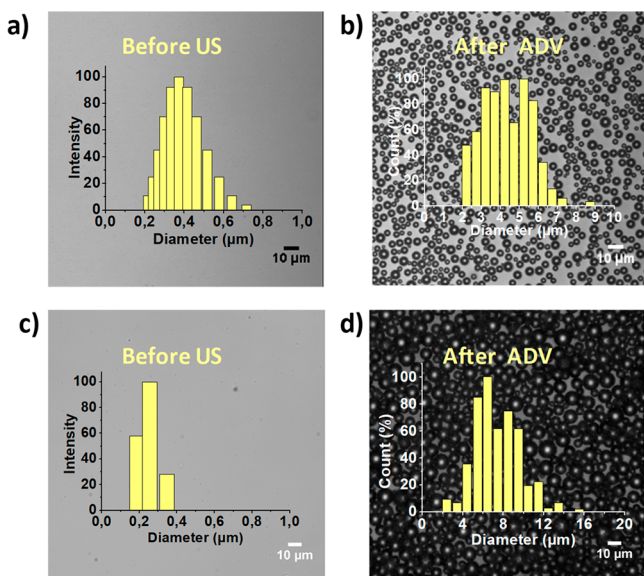 a)
Before US
Intensity
100
80
60
40
20
0
0,0 0,2 0,4 0,6 0,8 1,0
Diameter (µm)
10 µm
b)
After ADV
Count (%)
100
80
60
40
20
0
0 1 2 3 4 5 6 7 8 9 10
Diameter (µm)
10 µm
c)
Before US
Intensity
100
80
60
40
20
0
0,0 0,2 0,4 0,6 0,8 1,0
Diameter (µm)
10 µm
d)
After ADV
Count (%)
100
80
60
40
20
0
0 4 8 12 16 20
Diameter (µm)
10 µm